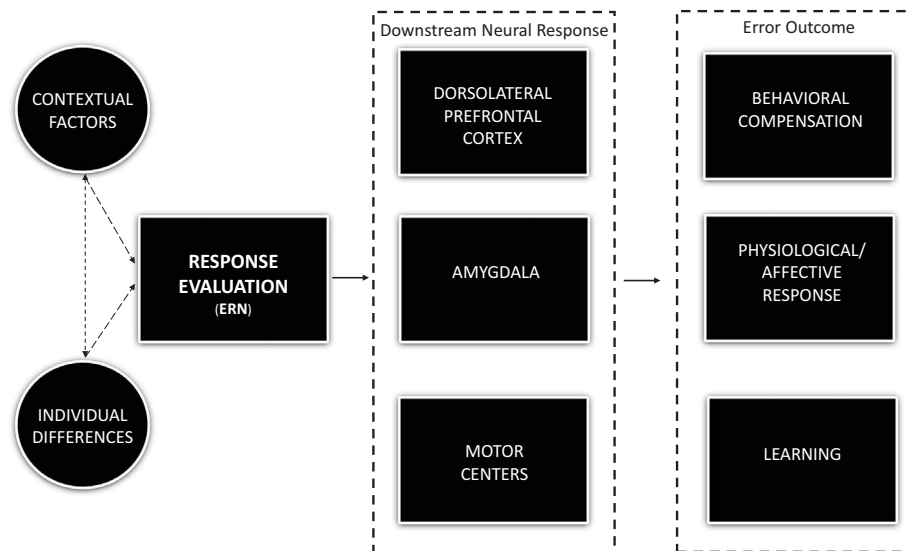 Downstream Neural Response
Error Outcome
CONTEXTUAL
FACTORS
INDIVIDUAL
DIFFERENCES
RESPONSE
EVALUATION
(ERN)
DORSOLATERAL
PREFRONTAL
CORTEX
AMYGDALA
MOTOR
CENTERS
BEHAVIORAL
COMPENSATION
PHYSIOLOGICAL/
AFFECTIVE
RESPONSE
LEARNING